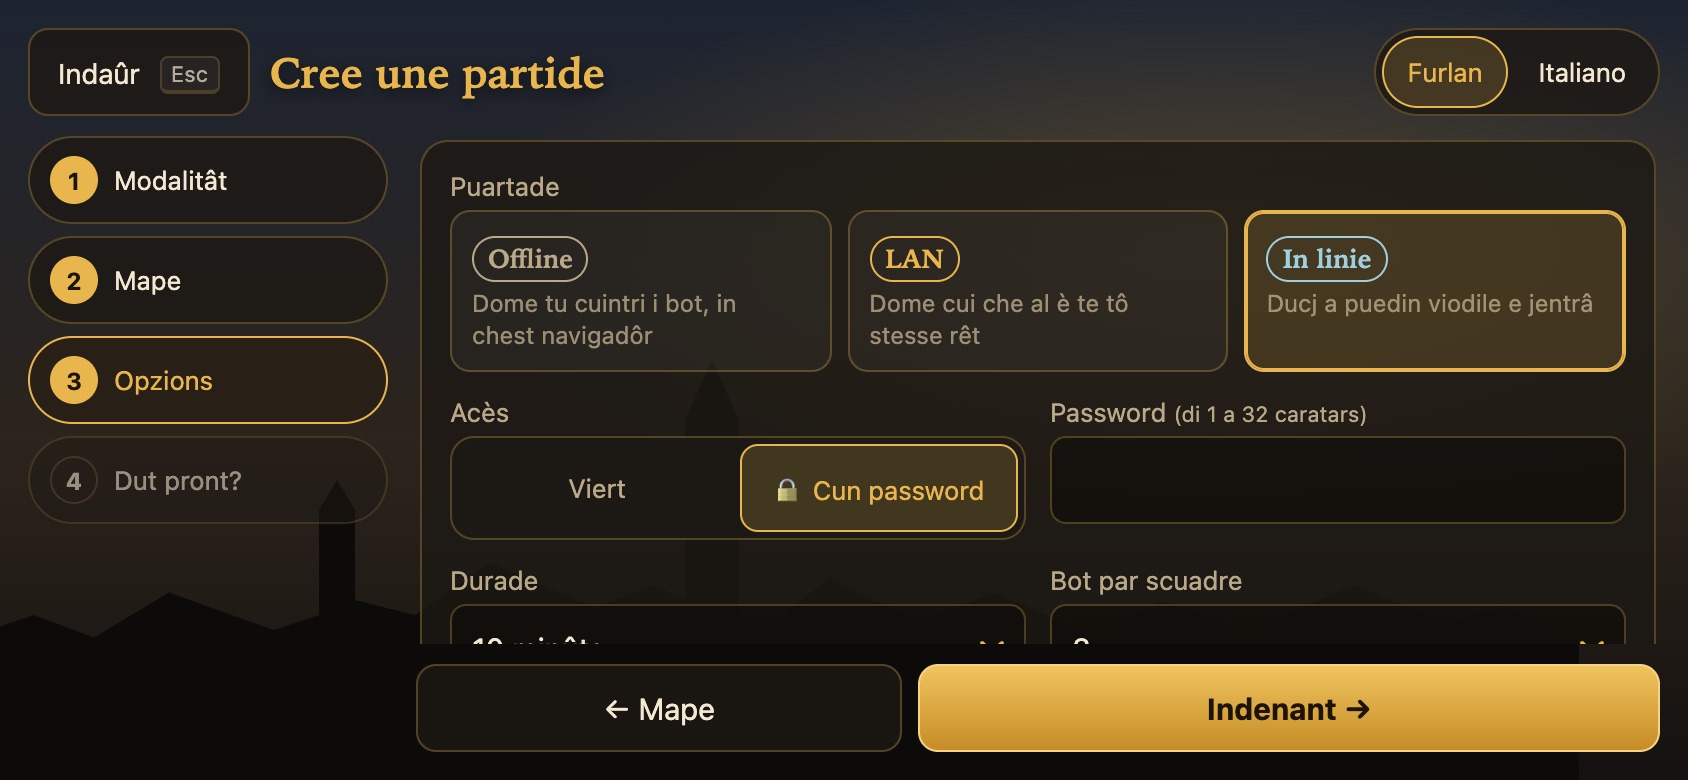 Indaûr Esc
Cree une partide
Furlan Italiano
1 Modalitât
2 Mape
3 Opzions
4 Dut pront?
Puartade
Offline
Dome tu cuintri i bot, in
chest navigadôr
LAN
Dome cui che al è te tô
stesse rêt
In linie
Ducj a puedin viodile e jentrâ
Acès
Viert
Cun password
Password (di 1 a 32 caratars)
Durade
Bot par scuadre
← Mape
Indenant →